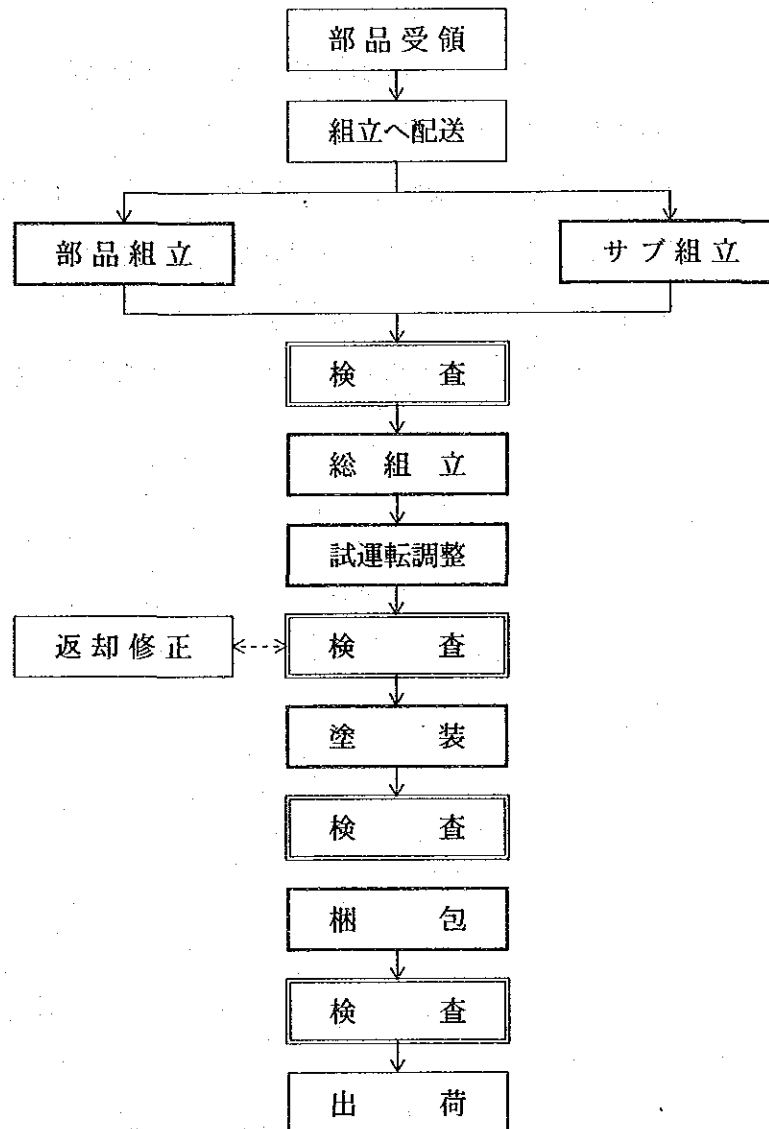 部品受領
組立へ配送
部品組立
サブ組立
検査
総組立
試運転調整
返却修正
検査
塗装
検査
梱包
検査
出荷